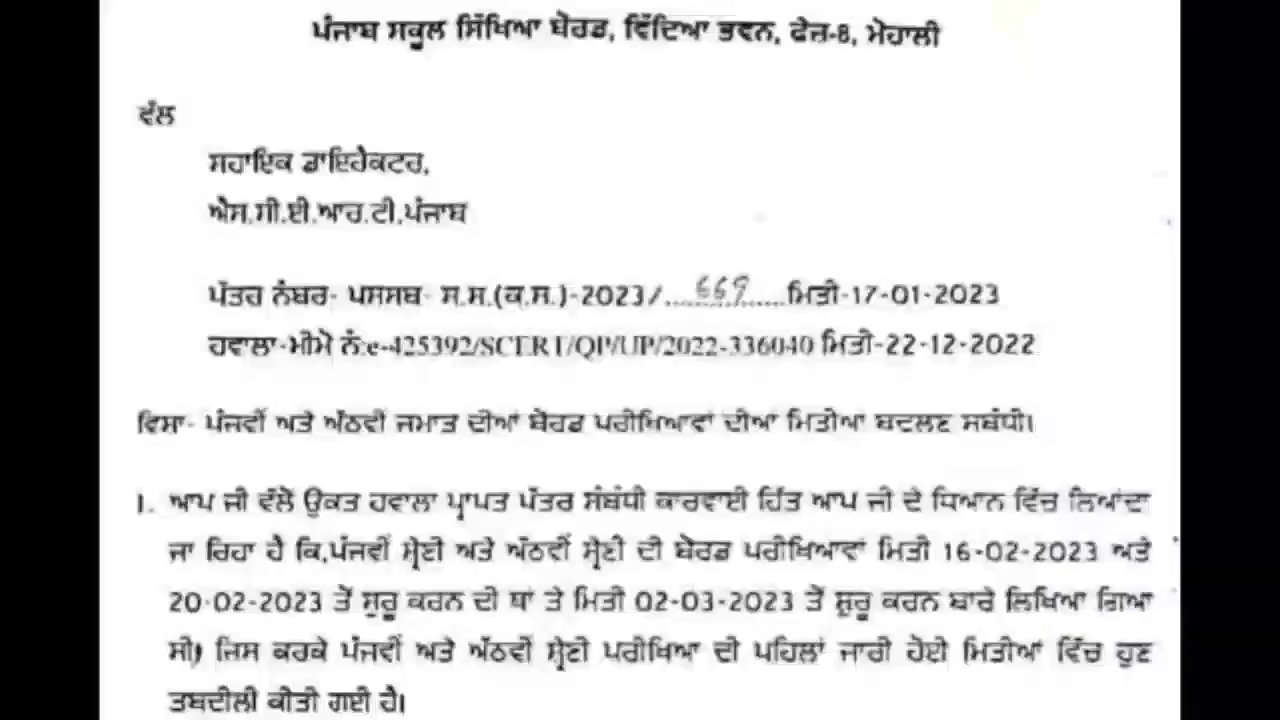 ਪੰਜਾਬ ਸਕੂਲ ਸਿੱਖਿਆ ਬੋਰਡ, ਵਿੱਦਿਆ ਭਵਨ, ਫੇਜ਼-8, ਮੋਹਾਲੀ
ਵੱਲ
ਸਹਾਇਕ ਡਾਇਰੈਕਟਰ,
ਐਸ.ਸੀ.ਈ.ਆਰ.ਟੀ.ਪੰਜਾਬ
ਪੱਤਰ ਨੰਬਰ- ਪਸਸਬ- ਸ.ਸ.(ਕ.ਸ.)-2023/....669.....ਮਿਤੀ-17-01-2023
ਹਵਾਲਾ-ਮੀਮੋ ਨੰ:e-425392/SCERT/QP/UP/2022-336040 ਮਿਤੀ-22-12-2022
ਵਿਸਾ- ਪੰਜਵੀਂ ਅਤੇ ਅੱਠਵੀਂ ਜਮਾਤ ਦੀਆਂ ਬੋਰਡ ਪਰੀਖਿਆਵਾਂ ਦੀਆਂ ਮਿਤੀਆਂ ਬਦਲਣ ਸਬੰਧੀ।
1. ਆਪ ਜੀ ਵੱਲੋਂ ਉਕਤ ਹਵਾਲਾ ਪ੍ਰਾਪਤ ਪੱਤਰ ਸੰਬੰਧੀ ਕਾਰਵਾਈ ਹਿੱਤ ਆਪ ਜੀ ਦੇ ਧਿਆਨ ਵਿੱਚ ਲਿਆਂਦਾ
ਜਾ ਰਿਹਾ ਹੈ ਕਿ,ਪੰਜਵੀਂ ਸ੍ਰੇਣੀ ਅਤੇ ਅੱਠਵੀਂ ਸ੍ਰੇਣੀ ਦੀ ਬੋਰਡ ਪਰੀਖਿਆਵਾਂ ਮਿਤੀ 16-02-2023 ਅਤੇ
20-02-2023 ਤੋਂ ਸ਼ੁਰੂ ਕਰਨ ਦੀ ਥਾਂ ਤੇ ਮਿਤੀ 02-03-2023 ਤੋਂ ਸ਼ੁਰੂ ਕਰਨ ਬਾਰੇ ਲਿਖਿਆ ਗਿਆ
ਸੀ। ਜਿਸ ਕਰਕੇ ਪੰਜਵੀਂ ਅਤੇ ਅੱਠਵੀਂ ਸ੍ਰੇਣੀ ਪਰੀਖਿਆ ਦੀ ਪਹਿਲਾਂ ਜਾਰੀ ਹੋਈ ਮਿਤੀਆਂ ਵਿੱਚ ਹੁਣ
ਤਬਦੀਲੀ ਕੀਤੀ ਗਈ ਹੈ।